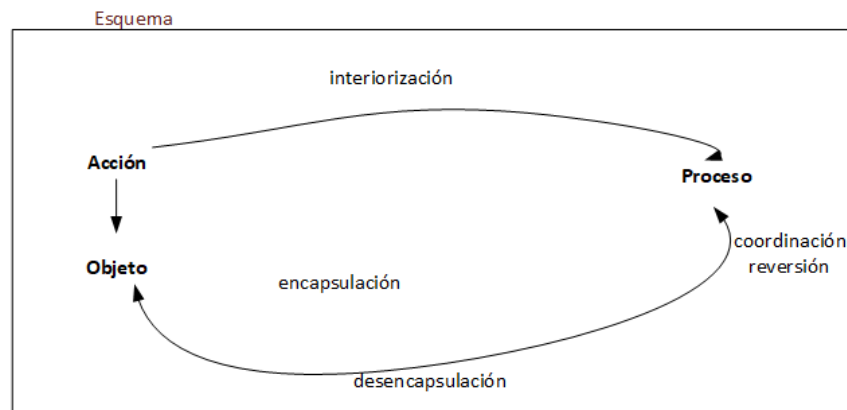 Esquema
interiorización
Acción
Proceso
Objeto
coordinación
reversión
encapsulación
desencapsulación